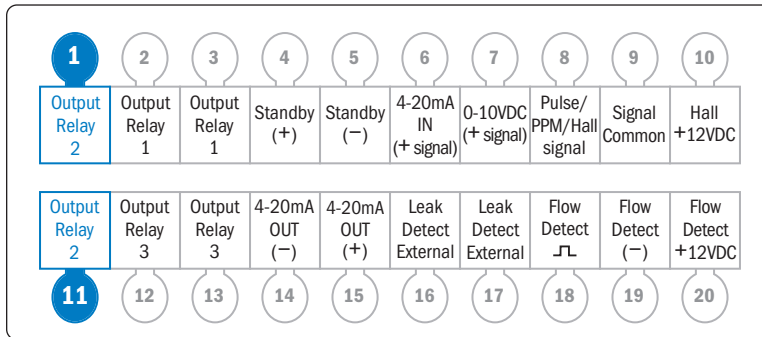 1 2 3 4 5 6 7 8 9 10
Output Relay 2
Output Relay 1
Output Relay 1
Standby (+)
Standby (−)
4-20mA IN (+ signal)
0-10VDC (+ signal)
Pulse/ PPM/Hall signal
Signal Common
Hall +12VDC
Output Relay 2
Output Relay 3
Output Relay 3
4-20mA OUT (−)
4-20mA OUT (+)
Leak Detect External
Leak Detect External
Flow Detect
Flow Detect (−)
Flow Detect +12VDC
11 12 13 14 15 16 17 18 19 20